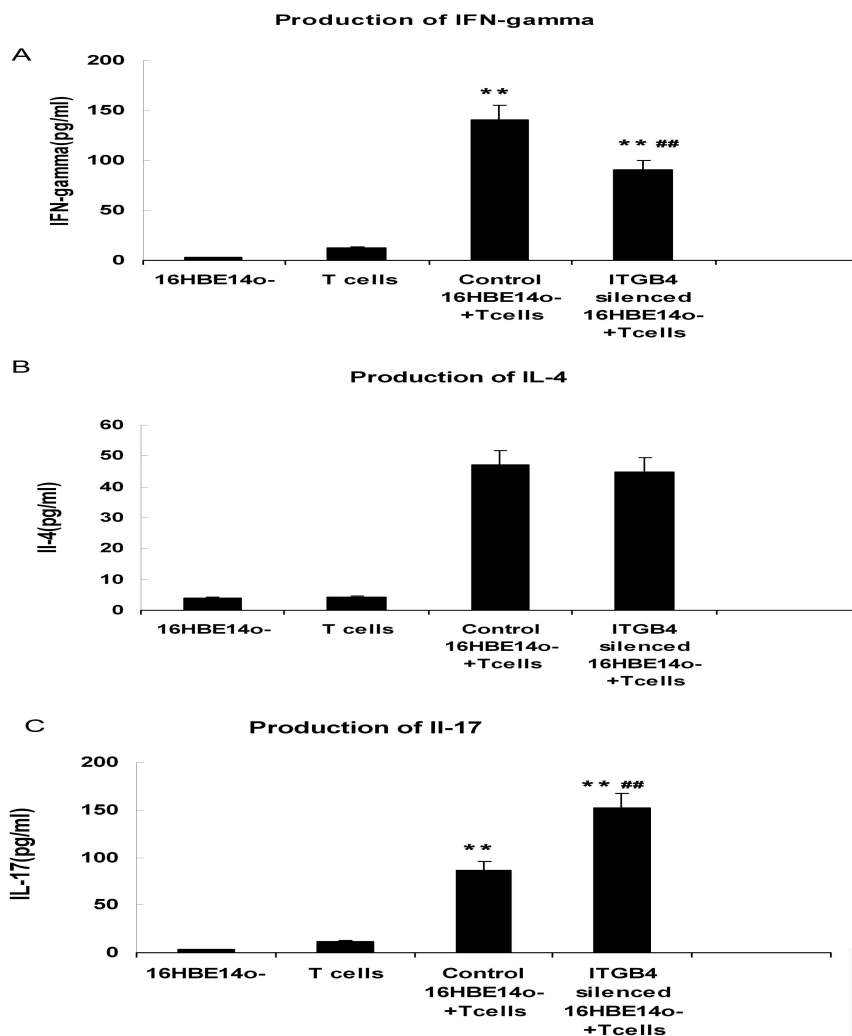 Production of IFN-gamma
A
200
150
100
50
0
IFN-gamma(pg/ml)
**
** ##
16HBE14o-
T cells
Control
16HBE14o-
+Tcells
ITGB4
silenced
16HBE14o-
+Tcells
B
Production of IL-4
60
50
40
30
20
10
0
Il-4(pg/ml)
16HBE14o-
T cells
Control
16HBE14o-
+Tcells
ITGB4
silenced
16HBE14o-
+Tcells
C
Production of Il-17
200
150
100
50
0
IL-17(pg/ml)
**
** ##
16HBE14o-
T cells
Control
16HBE14o-
+Tcells
ITGB4
silenced
16HBE14o-
+Tcells